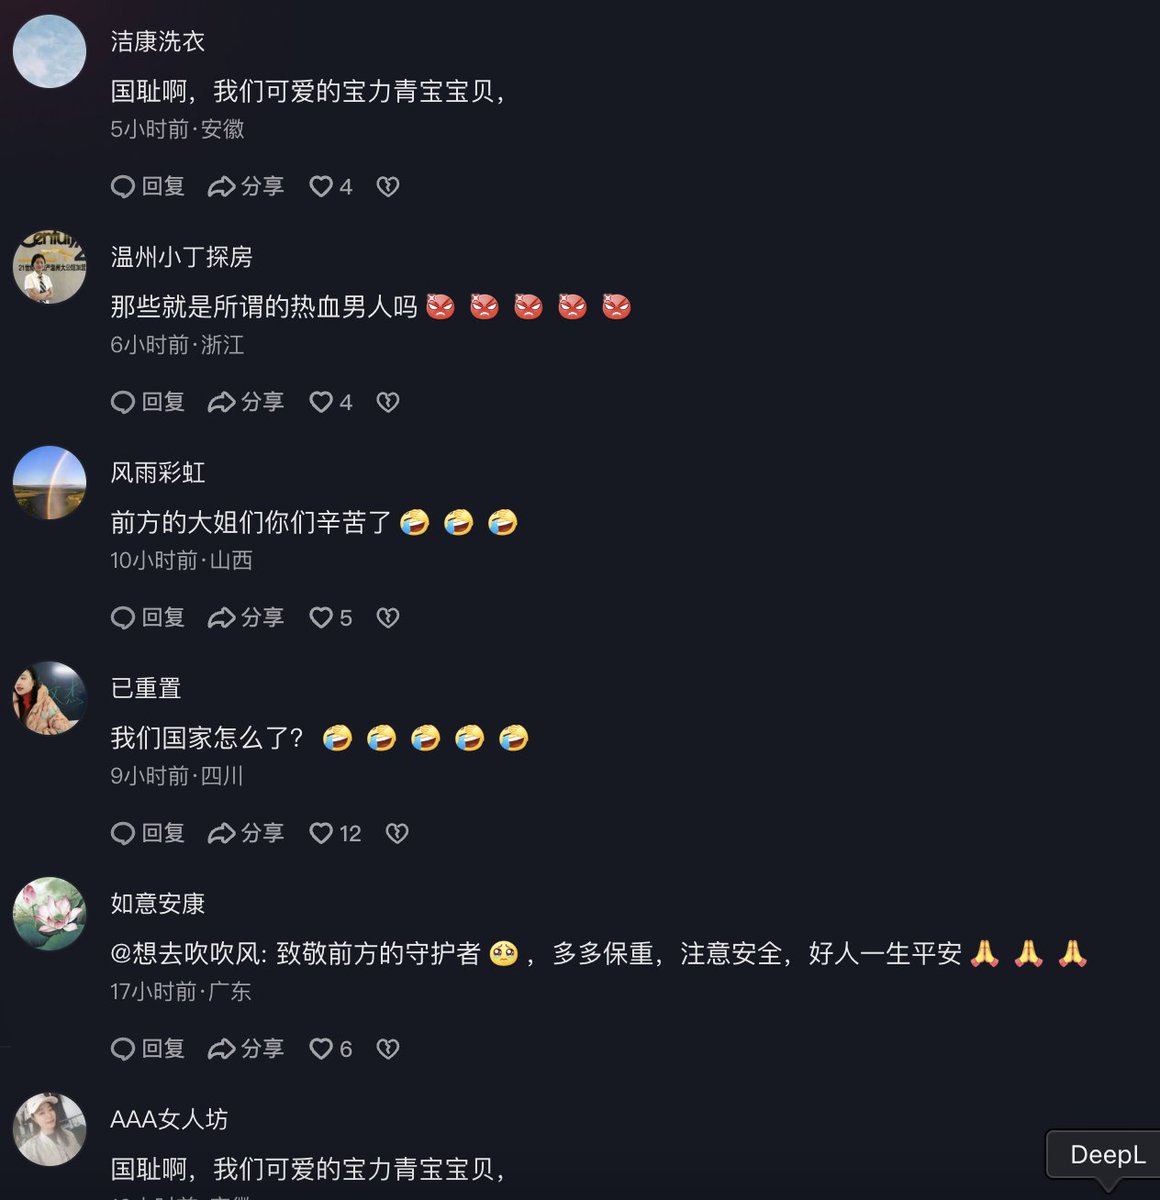 洁康洗衣
国耻啊，我们可爱的宝力青宝宝贝，
5小时前·安徽
回复 分享 4
温州小丁探房
那些就是所谓的热血男人吗
6小时前·浙江
回复 分享 4
风雨彩虹
前方的大姐们你们辛苦了
10小时前·山西
回复 分享 5
已重置
我们国家怎么了？
9小时前·四川
回复 分享 12
如意安康
@想去吹吹风: 致敬前方的守护者，多多保重，注意安全，好人一生平安
17小时前·广东
回复 分享 6
AAA女人坊
国耻啊，我们可爱的宝力青宝宝贝，
DeepL